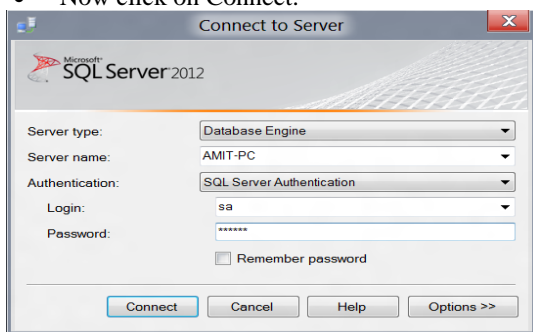 • Now click on Connect.
Connect to Server
X
Microsoft®
SQL Server® 2012
Server type: Database Engine
Server name: AMIT-PC
Authentication: SQL Server Authentication
Login: sa
Password: ******
Remember password
Connect Cancel Help Options >>